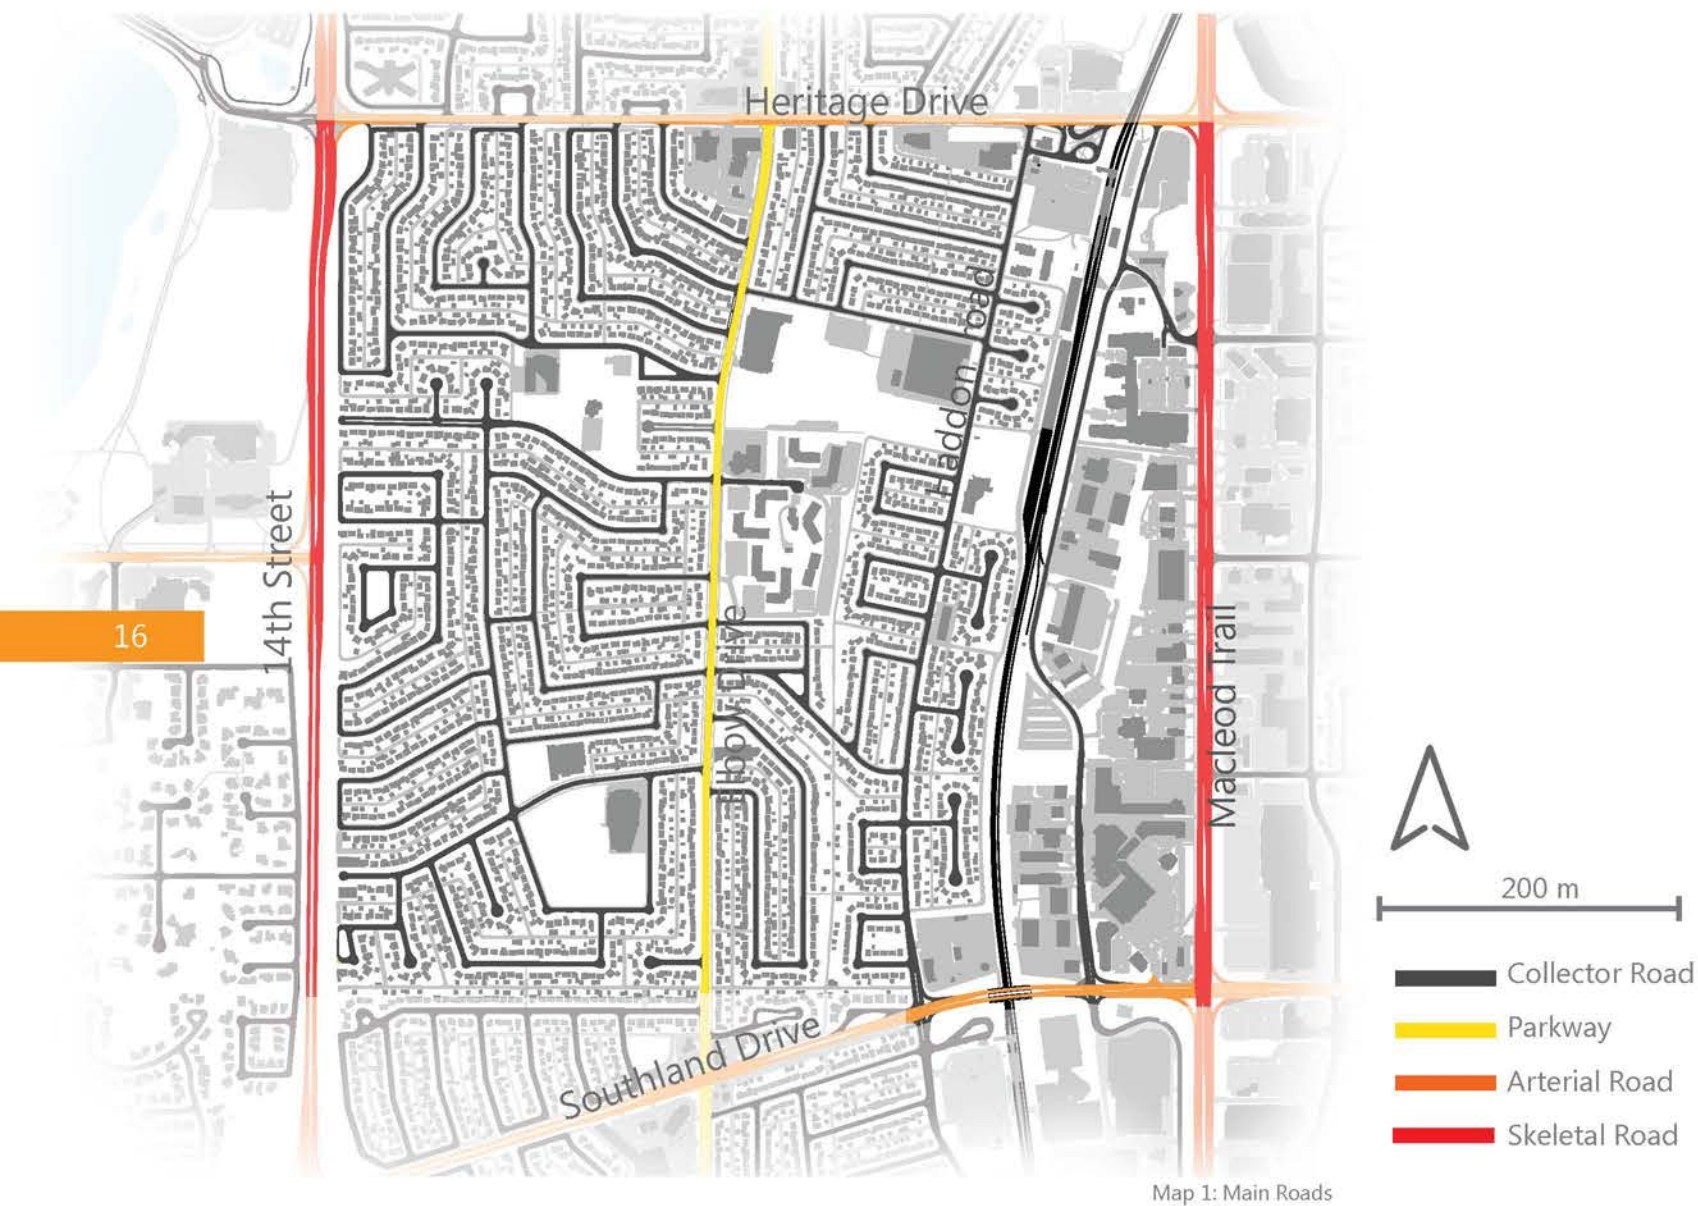 Heritage Drive
Haddon road
14th Street
16
Elbow Drive
Macleod Trail
Southland Drive
200 m
Collector Road
Parkway
Arterial Road
Skeletal Road
Map 1: Main Roads